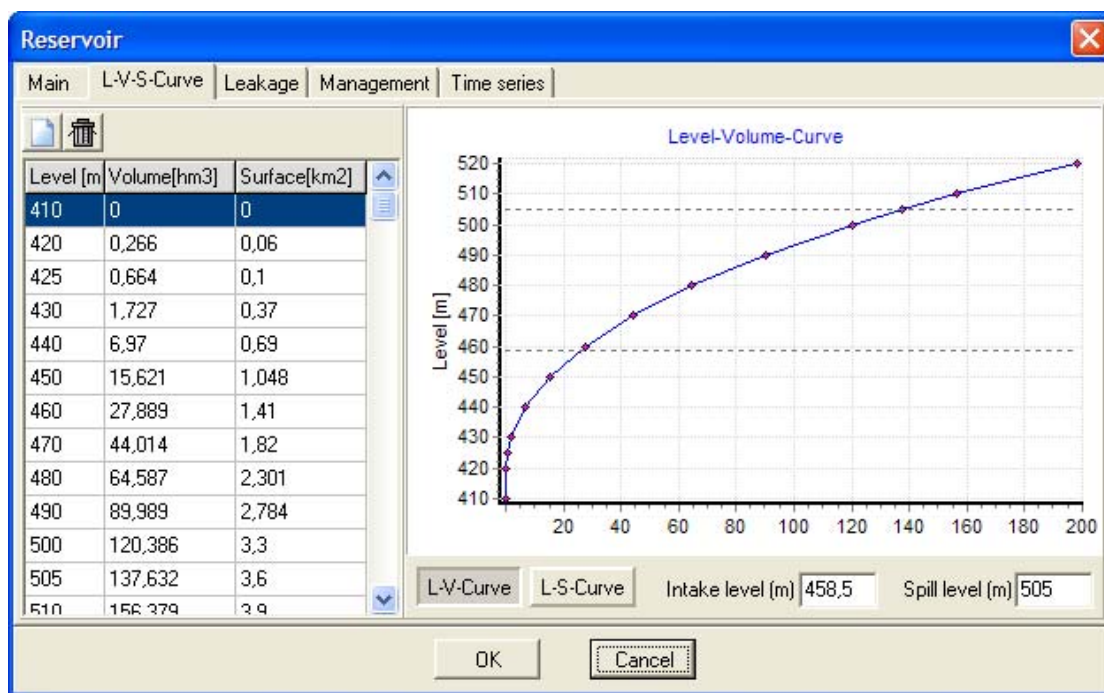 Reservoir
Main L-V-S-Curve Leakage Management Time series
Level [m Volume[hm3] Surface[km2]
410 0 0
420 0,266 0,06
425 0,664 0,1
430 1,727 0,37
440 6,97 0,69
450 15,621 1,048
460 27,889 1,41
470 44,014 1,82
480 64,587 2,301
490 89,989 2,784
500 120,386 3,3
505 137,632 3,6
510 156,379 3,9
Level-Volume-Curve
Level [m]
520
510
500
490
480
470
460
450
440
430
420
410
20 40 60 80 100 120 140 160 180 200
L-V-Curve L-S-Curve Intake level (m) 458,5 Spill level (m) 505
OK Cancel